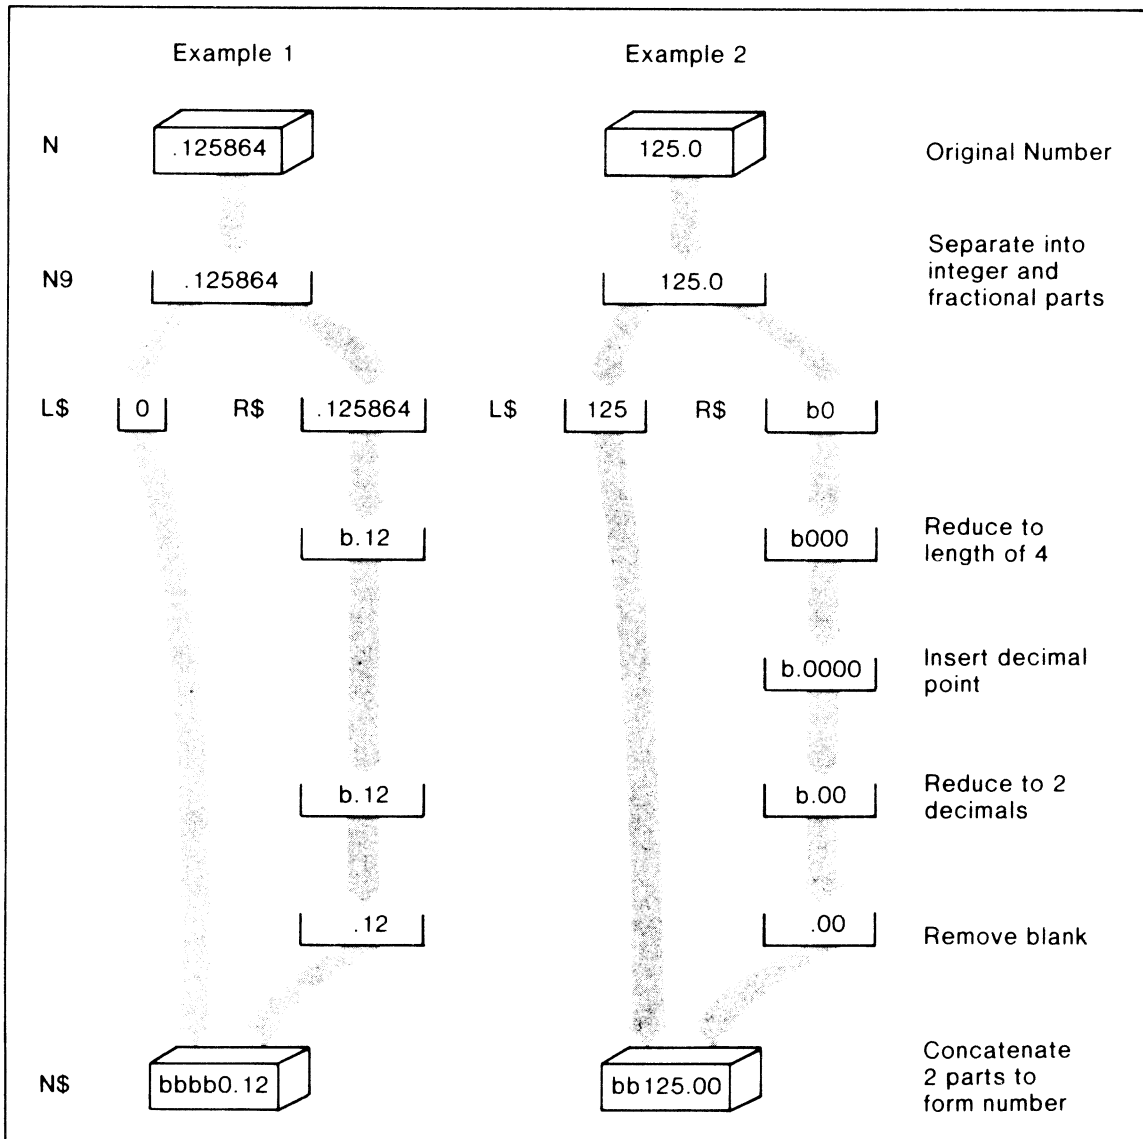 Example 1 Example 2
N .125864 125.0 Original Number
Separate into
N9 .125864 125.0 integer and
fractional parts
L$ 0 R$ .125864 L$ 125 R$ b0
b.12 b000 Reduce to
length of 4
b.0000 Insert decimal
point
b.12 b.00 Reduce to 2
decimals
.12 .00 Remove blank
Concatenate
N$ bbbb0.12 bb125.00 2 parts to
form number